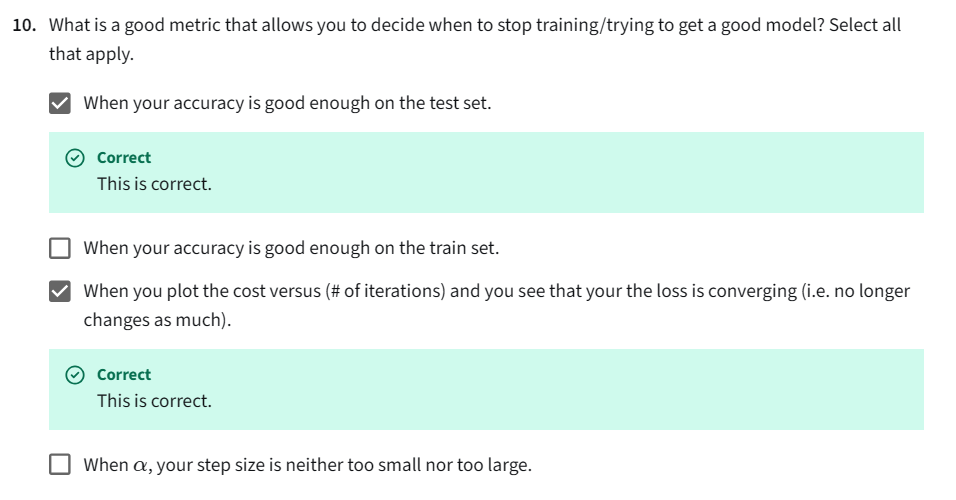 10. What is a good metric that allows you to decide when to stop training/trying to get a good model? Select all
that apply.
When your accuracy is good enough on the test set.
Correct
This is correct.
When your accuracy is good enough on the train set.
When you plot the cost versus (# of iterations) and you see that your the loss is converging (i.e. no longer
changes as much).
Correct
This is correct.
When α, your step size is neither too small nor too large.